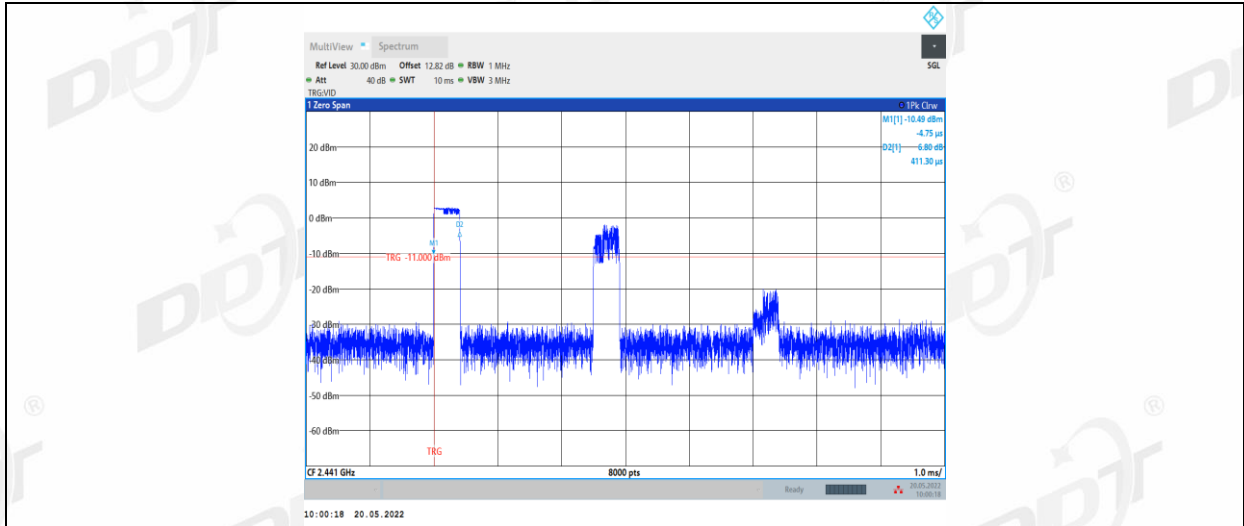 DDT
®
MultiView
Spectrum
Ref Level 30.00 dBm Offset 12.82 dB RBW 1 MHz
SGL
Att 40 dB SWT 10 ms VBW 3 MHz
TRG:VID
1 Zero Span
1Pk Clrw
M1[1] -10.49 dBm
-4.75 µs
D2[1] 6.80 dB
411.30 µs
20 dBm
10 dBm
0 dBm
D2
M1
-10 dBm
TRG -11.000 dBm
-20 dBm
-30 dBm
-40 dBm
-50 dBm
-60 dBm
TRG
CF 2.441 GHz
8000 pts
1.0 ms/
Ready
20.05.2022
10:00:18
10:00:18 20.05.2022